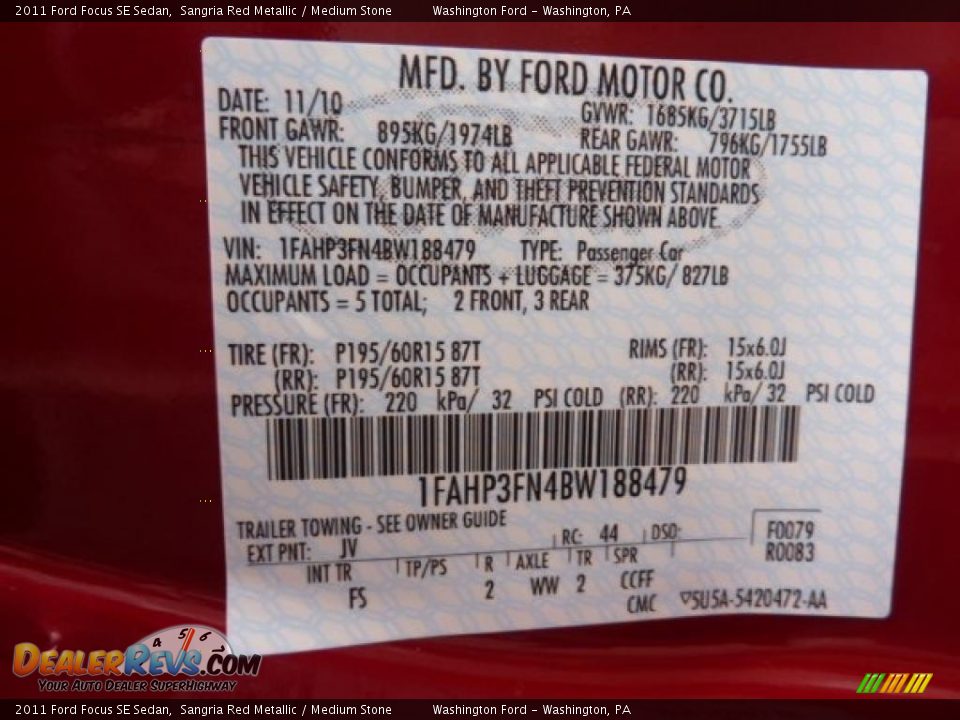 2011 Ford Focus SE Sedan, Sangria Red Metallic / Medium Stone Washington Ford - Washington, PA
MFD. BY FORD MOTOR CO.
DATE: 11/10 GVWR: 1685KG/3715LB
FRONT GAWR: 895KG/1974LB REAR GAWR: 796KG/1755LB
THIS VEHICLE CONFORMS TO ALL APPLICABLE FEDERAL MOTOR
VEHICLE SAFETY, BUMPER, AND THEFT PREVENTION STANDARDS
IN EFFECT ON THE DATE OF MANUFACTURE SHOWN ABOVE.
VIN: 1FAHP3FN4BW188479 TYPE: Passenger Car
MAXIMUM LOAD = OCCUPANTS + LUGGAGE = 375KG/ 827LB
OCCUPANTS = 5 TOTAL; 2 FRONT, 3 REAR
TIRE (FR): P195/60R15 87T RIMS (FR): 15x6.0J
(RR): P195/60R15 87T (RR): 15x6.0J
PRESSURE (FR): 220 kPa/ 32 PSI COLD (RR): 220 kPa/ 32 PSI COLD
1FAHP3FN4BW188479
TRAILER TOWING - SEE OWNER GUIDE
EXT PNT: JV RC: 44 DSO: F0079
R0083
INT TR TP/PS R AXLE TR SPR
FS 2 WW 2 CCFF
CMC 5U5A-5420472-AA
4 5 6
DEALERREVS.COM
YOUR AUTO DEALER SUPERHIGHWAY
2011 Ford Focus SE Sedan, Sangria Red Metallic / Medium Stone Washington Ford - Washington, PA